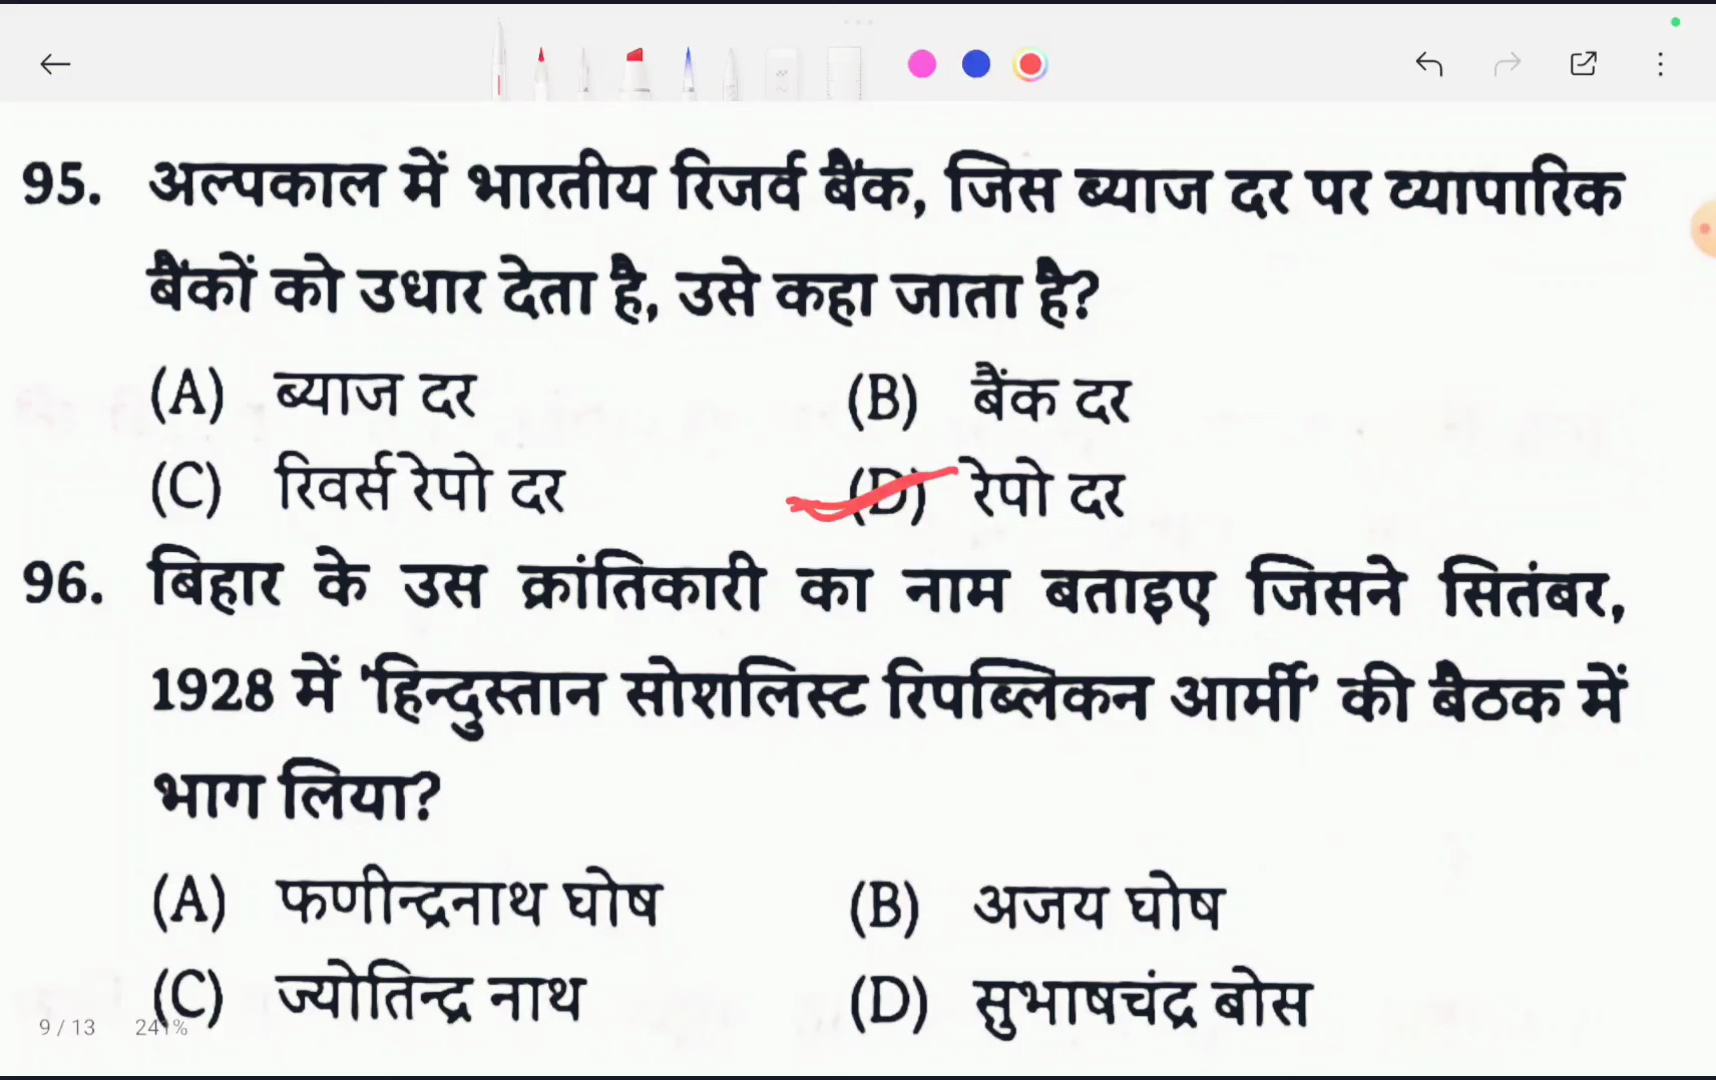 95. अल्पकाल में भारतीय रिजर्व बैंक, जिस ब्याज दर पर व्यापारिक
बैंकों को उधार देता है, उसे कहा जाता है?
(A) ब्याज दर (B) बैंक दर
(C) रिवर्स रेपो दर (D) रेपो दर
96. बिहार के उस क्रांतिकारी का नाम बताइए जिसने सितंबर,
1928 में 'हिन्दुस्तान सोशलिस्ट रिपब्लिकन आर्मी' की बैठक में
भाग लिया?
(A) फणीन्द्रनाथ घोष (B) अजय घोष
(C) ज्योतिन्द्र नाथ (D) सुभाषचंद्र बोस
9 / 13 241%